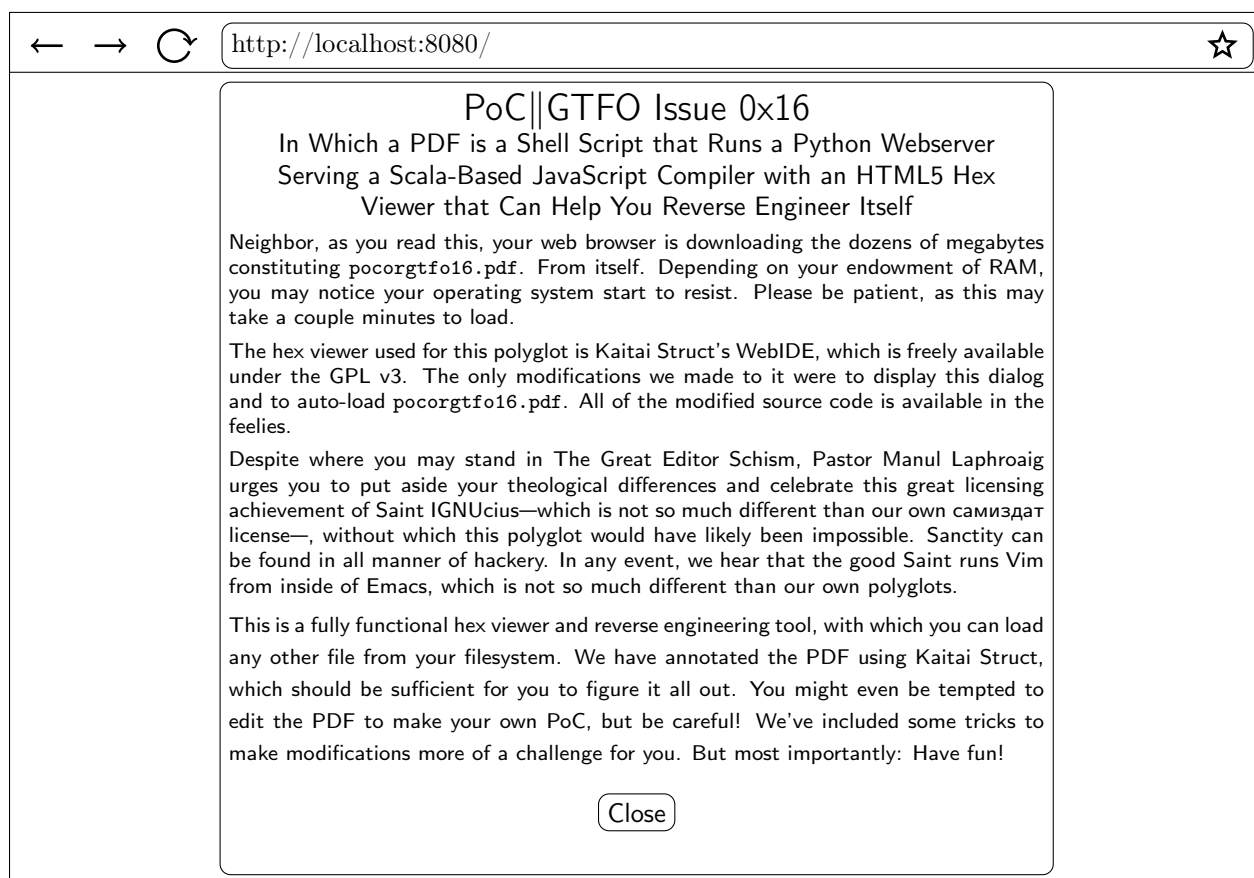 http://localhost:8080/
PoC∥GTFO Issue 0x16
In Which a PDF is a Shell Script that Runs a Python Webserver
Serving a Scala-Based JavaScript Compiler with an HTML5 Hex
Viewer that Can Help You Reverse Engineer Itself
Neighbor, as you read this, your web browser is downloading the dozens of megabytes
constituting pocorgtfo16.pdf. From itself. Depending on your endowment of RAM,
you may notice your operating system start to resist. Please be patient, as this may
take a couple minutes to load.
The hex viewer used for this polyglot is Kaitai Struct's WebIDE, which is freely available
under the GPL v3. The only modifications we made to it were to display this dialog
and to auto-load pocorgtfo16.pdf. All of the modified source code is available in the
feelies.
Despite where you may stand in The Great Editor Schism, Pastor Manul Laphroaig
urges you to put aside your theological differences and celebrate this great licensing
achievement of Saint IGNUcius—which is not so much different than our own самиздат
license—, without which this polyglot would have likely been impossible. Sanctity can
be found in all manner of hackery. In any event, we hear that the good Saint runs Vim
from inside of Emacs, which is not so much different than our own polyglots.
This is a fully functional hex viewer and reverse engineering tool, with which you can load
any other file from your filesystem. We have annotated the PDF using Kaitai Struct,
which should be sufficient for you to figure it all out. You might even be tempted to
edit the PDF to make your own PoC, but be careful! We've included some tricks to
make modifications more of a challenge for you. But most importantly: Have fun!
Close